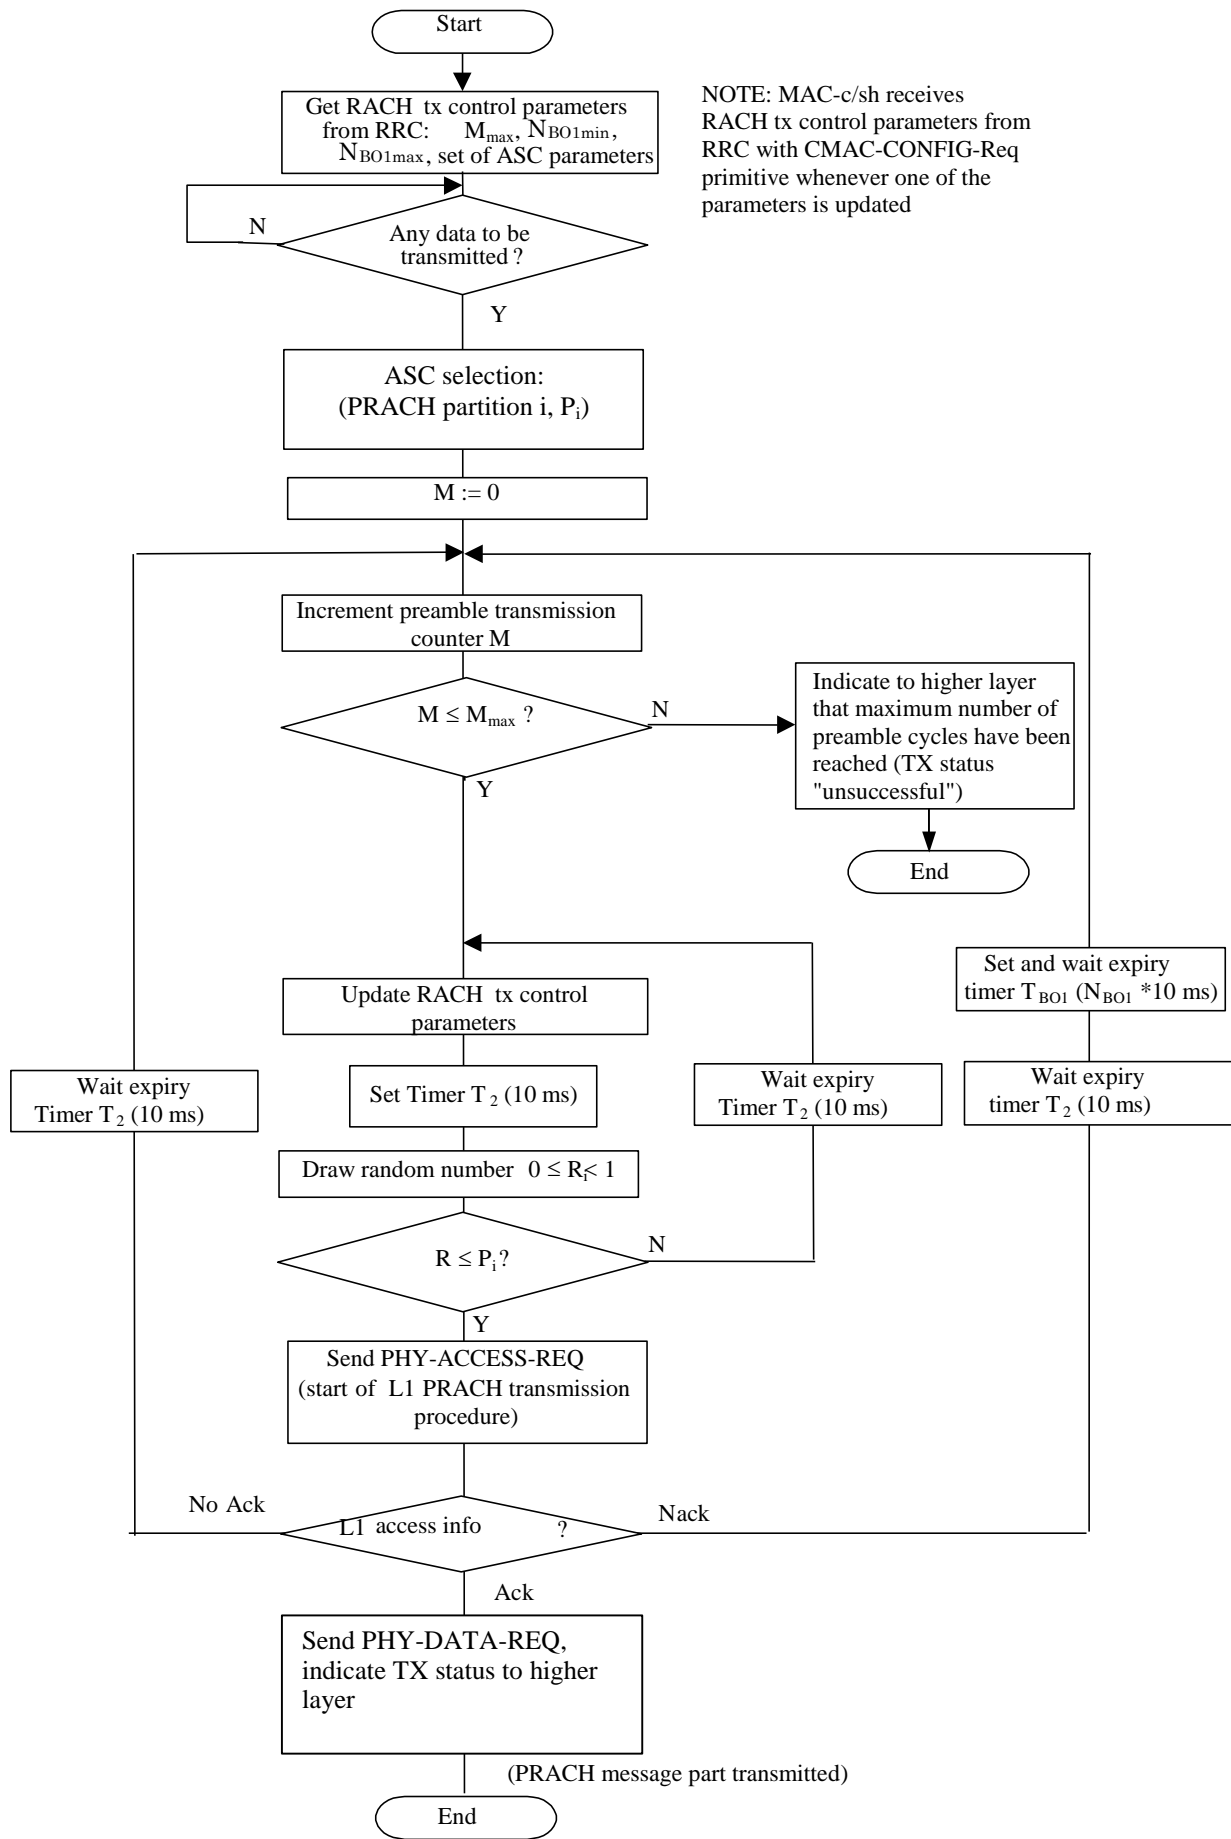 Start
Get RACH tx control parameters
from RRC: Mmax, NBO1min,
NBO1max, set of ASC parameters
NOTE: MAC-c/sh receives
RACH tx control parameters from
RRC with CMAC-CONFIG-Req
primitive whenever one of the
parameters is updated
N
Any data to be
transmitted ?
Y
ASC selection:
(PRACH partition i, Pi)
M := 0
Increment preamble transmission
counter M
M ≤ Mmax ?
N
Y
Indicate to higher layer
that maximum number of
preamble cycles have been
reached (TX status
"unsuccessful")
End
Update RACH tx control
parameters
Set and wait expiry
timer TBO1 (NBO1 *10 ms)
Wait expiry
Timer T2 (10 ms)
Set Timer T2 (10 ms)
Wait expiry
Timer T2 (10 ms)
Wait expiry
timer T2 (10 ms)
Draw random number 0 ≤ Ri< 1
R ≤ Pi?
N
Y
Send PHY-ACCESS-REQ
(start of L1 PRACH transmission
procedure)
No Ack
L1 access info ?
Nack
Ack
Send PHY-DATA-REQ,
indicate TX status to higher
layer
(PRACH message part transmitted)
End